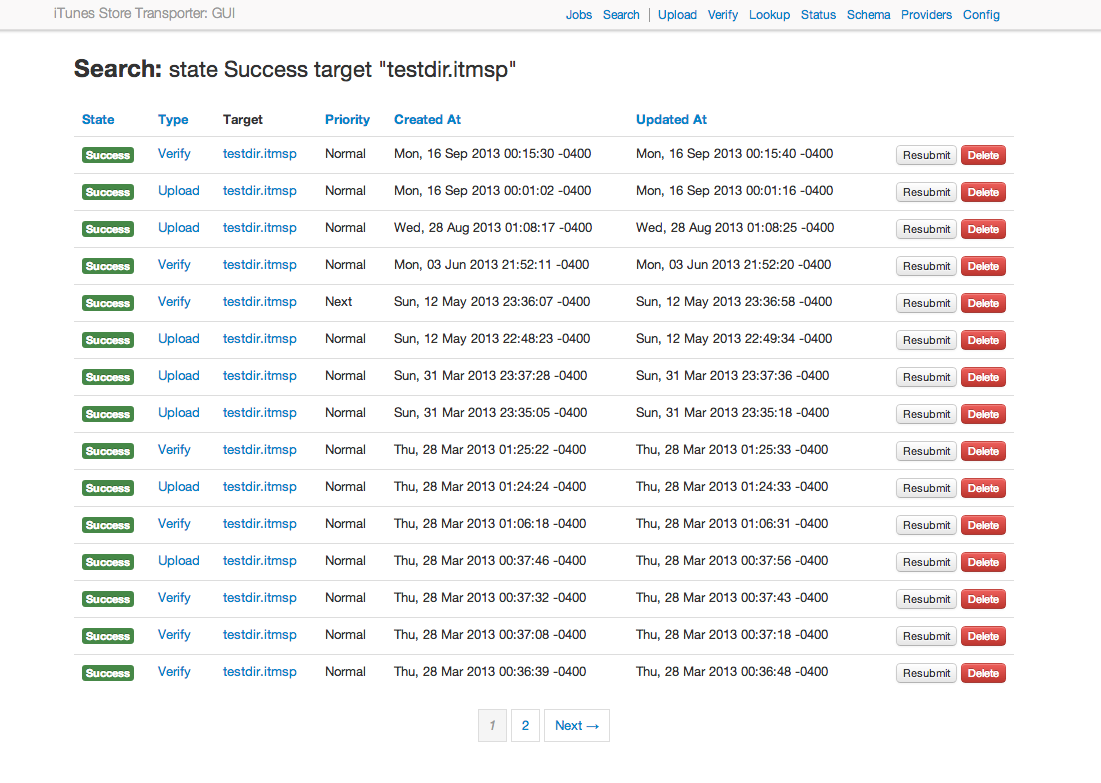 iTunes Store Transporter: GUI Jobs Search | Upload Verify Lookup Status Schema Providers Config
Search: state Success target "testdir.itmsp"
State Type Target Priority Created At Updated At
Success Verify testdir.itmsp Normal Mon, 16 Sep 2013 00:15:30 -0400 Mon, 16 Sep 2013 00:15:40 -0400 Resubmit Delete
Success Upload testdir.itmsp Normal Mon, 16 Sep 2013 00:01:02 -0400 Mon, 16 Sep 2013 00:01:16 -0400 Resubmit Delete
Success Upload testdir.itmsp Normal Wed, 28 Aug 2013 01:08:17 -0400 Wed, 28 Aug 2013 01:08:25 -0400 Resubmit Delete
Success Verify testdir.itmsp Normal Mon, 03 Jun 2013 21:52:11 -0400 Mon, 03 Jun 2013 21:52:20 -0400 Resubmit Delete
Success Verify testdir.itmsp Next Sun, 12 May 2013 23:36:07 -0400 Sun, 12 May 2013 23:36:58 -0400 Resubmit Delete
Success Upload testdir.itmsp Normal Sun, 12 May 2013 22:48:23 -0400 Sun, 12 May 2013 22:49:34 -0400 Resubmit Delete
Success Upload testdir.itmsp Normal Sun, 31 Mar 2013 23:37:28 -0400 Sun, 31 Mar 2013 23:37:36 -0400 Resubmit Delete
Success Upload testdir.itmsp Normal Sun, 31 Mar 2013 23:35:05 -0400 Sun, 31 Mar 2013 23:35:18 -0400 Resubmit Delete
Success Verify testdir.itmsp Normal Thu, 28 Mar 2013 01:25:22 -0400 Thu, 28 Mar 2013 01:25:33 -0400 Resubmit Delete
Success Upload testdir.itmsp Normal Thu, 28 Mar 2013 01:24:24 -0400 Thu, 28 Mar 2013 01:24:33 -0400 Resubmit Delete
Success Verify testdir.itmsp Normal Thu, 28 Mar 2013 01:06:18 -0400 Thu, 28 Mar 2013 01:06:31 -0400 Resubmit Delete
Success Upload testdir.itmsp Normal Thu, 28 Mar 2013 00:37:46 -0400 Thu, 28 Mar 2013 00:37:56 -0400 Resubmit Delete
Success Verify testdir.itmsp Normal Thu, 28 Mar 2013 00:37:32 -0400 Thu, 28 Mar 2013 00:37:43 -0400 Resubmit Delete
Success Verify testdir.itmsp Normal Thu, 28 Mar 2013 00:37:08 -0400 Thu, 28 Mar 2013 00:37:18 -0400 Resubmit Delete
Success Verify testdir.itmsp Normal Thu, 28 Mar 2013 00:36:39 -0400 Thu, 28 Mar 2013 00:36:48 -0400 Resubmit Delete
1 2 Next →